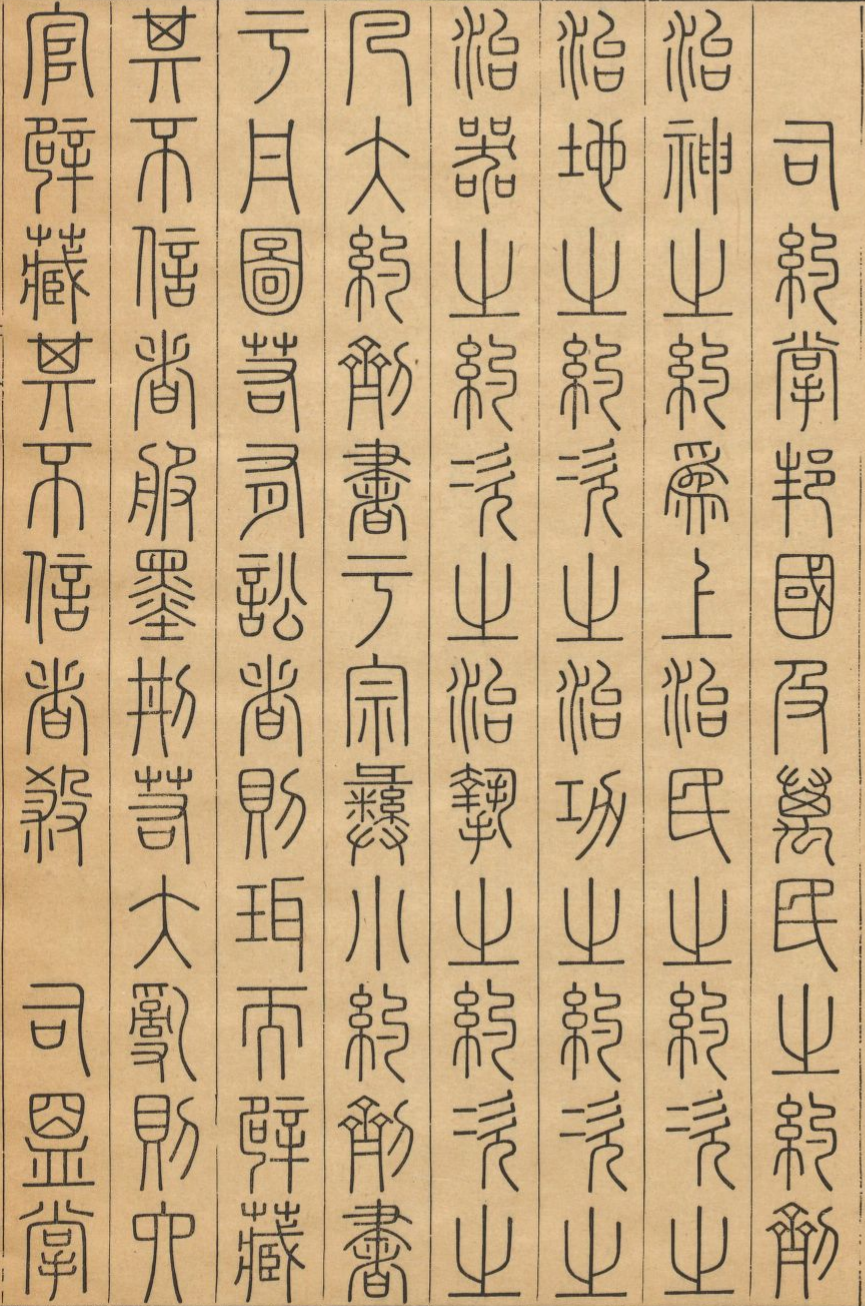 司約掌邦國及萬民之約劑
治神之約爲上治民之約次之
治地之約次之治功之約次之
治器之約次之治摯之約次之
凡大約劑書于宗彝小約劑書
于丹圖若有訟者則珥而辟藏
其不信者服墨刑若大亂則六
官辟藏其不信者殺　司盟掌